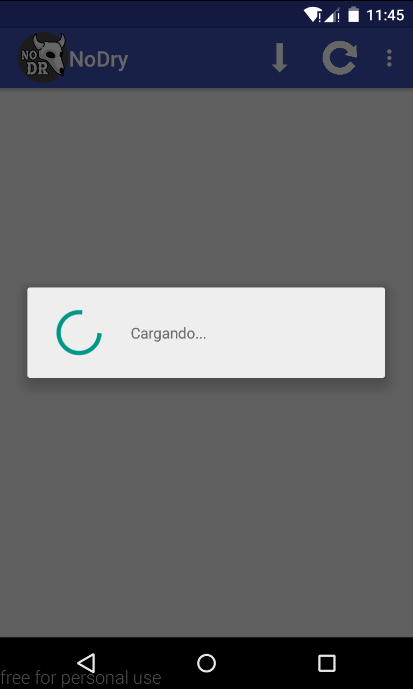 11:45
NO
DR
NoDry
Cargando...
free for personal use